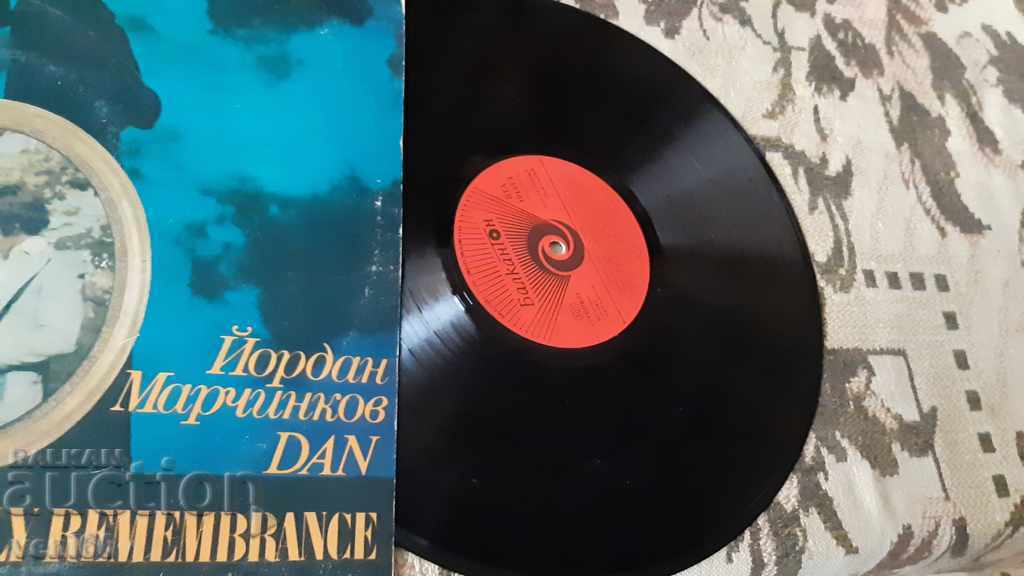 Йордан
Марчинков
DAN
Y REMEMBRANCE
Балкантон
BALKAN
auction